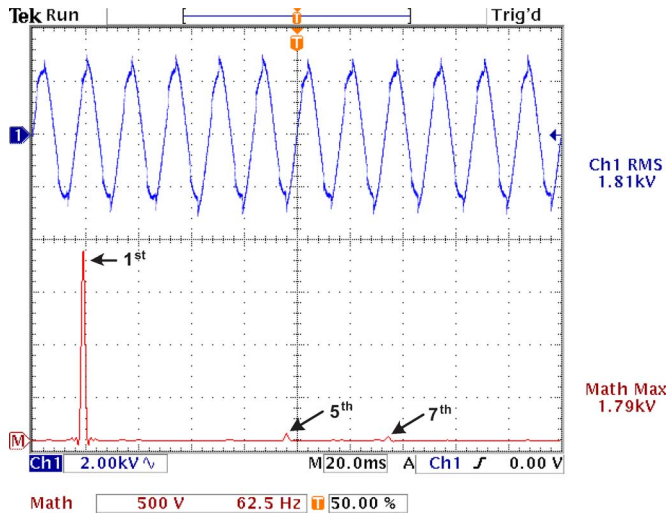 Tek Run Trig'd
T
T
1
Ch1 RMS
1.81kV
1st
5th
7th
Math Max
1.79kV
M
Ch1 2.00kV∿ M 20.0ms A Ch1 ʃ 0.00 V
Math 500 V 62.5 Hz T 50.00 %